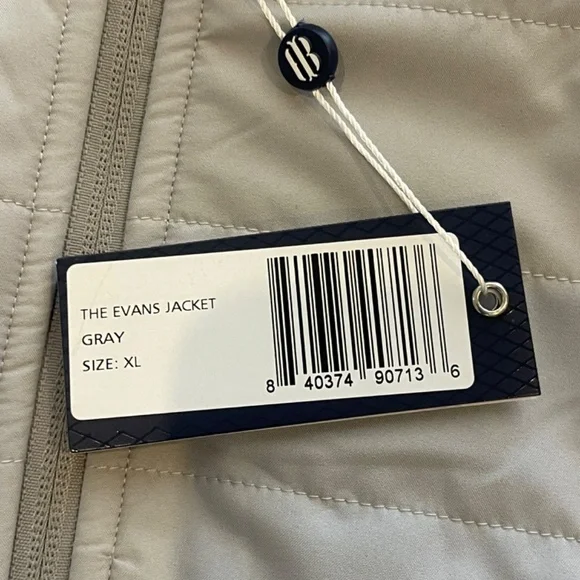 THE EVANS JACKET
GRAY
SIZE: XL
8 40374 90713 6